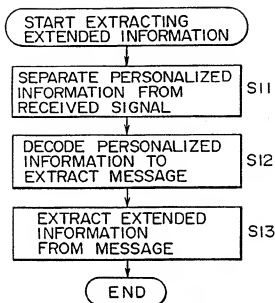 START EXTRACTING
EXTENDED INFORMATION
SEPARATE PERSONALIZED
INFORMATION FROM
RECEIVED SIGNAL
S11
DECODE PERSONALIZED
INFORMATION TO
EXTRACT MESSAGE
S12
EXTRACT EXTENDED
INFORMATION
FROM MESSAGE
S13
END